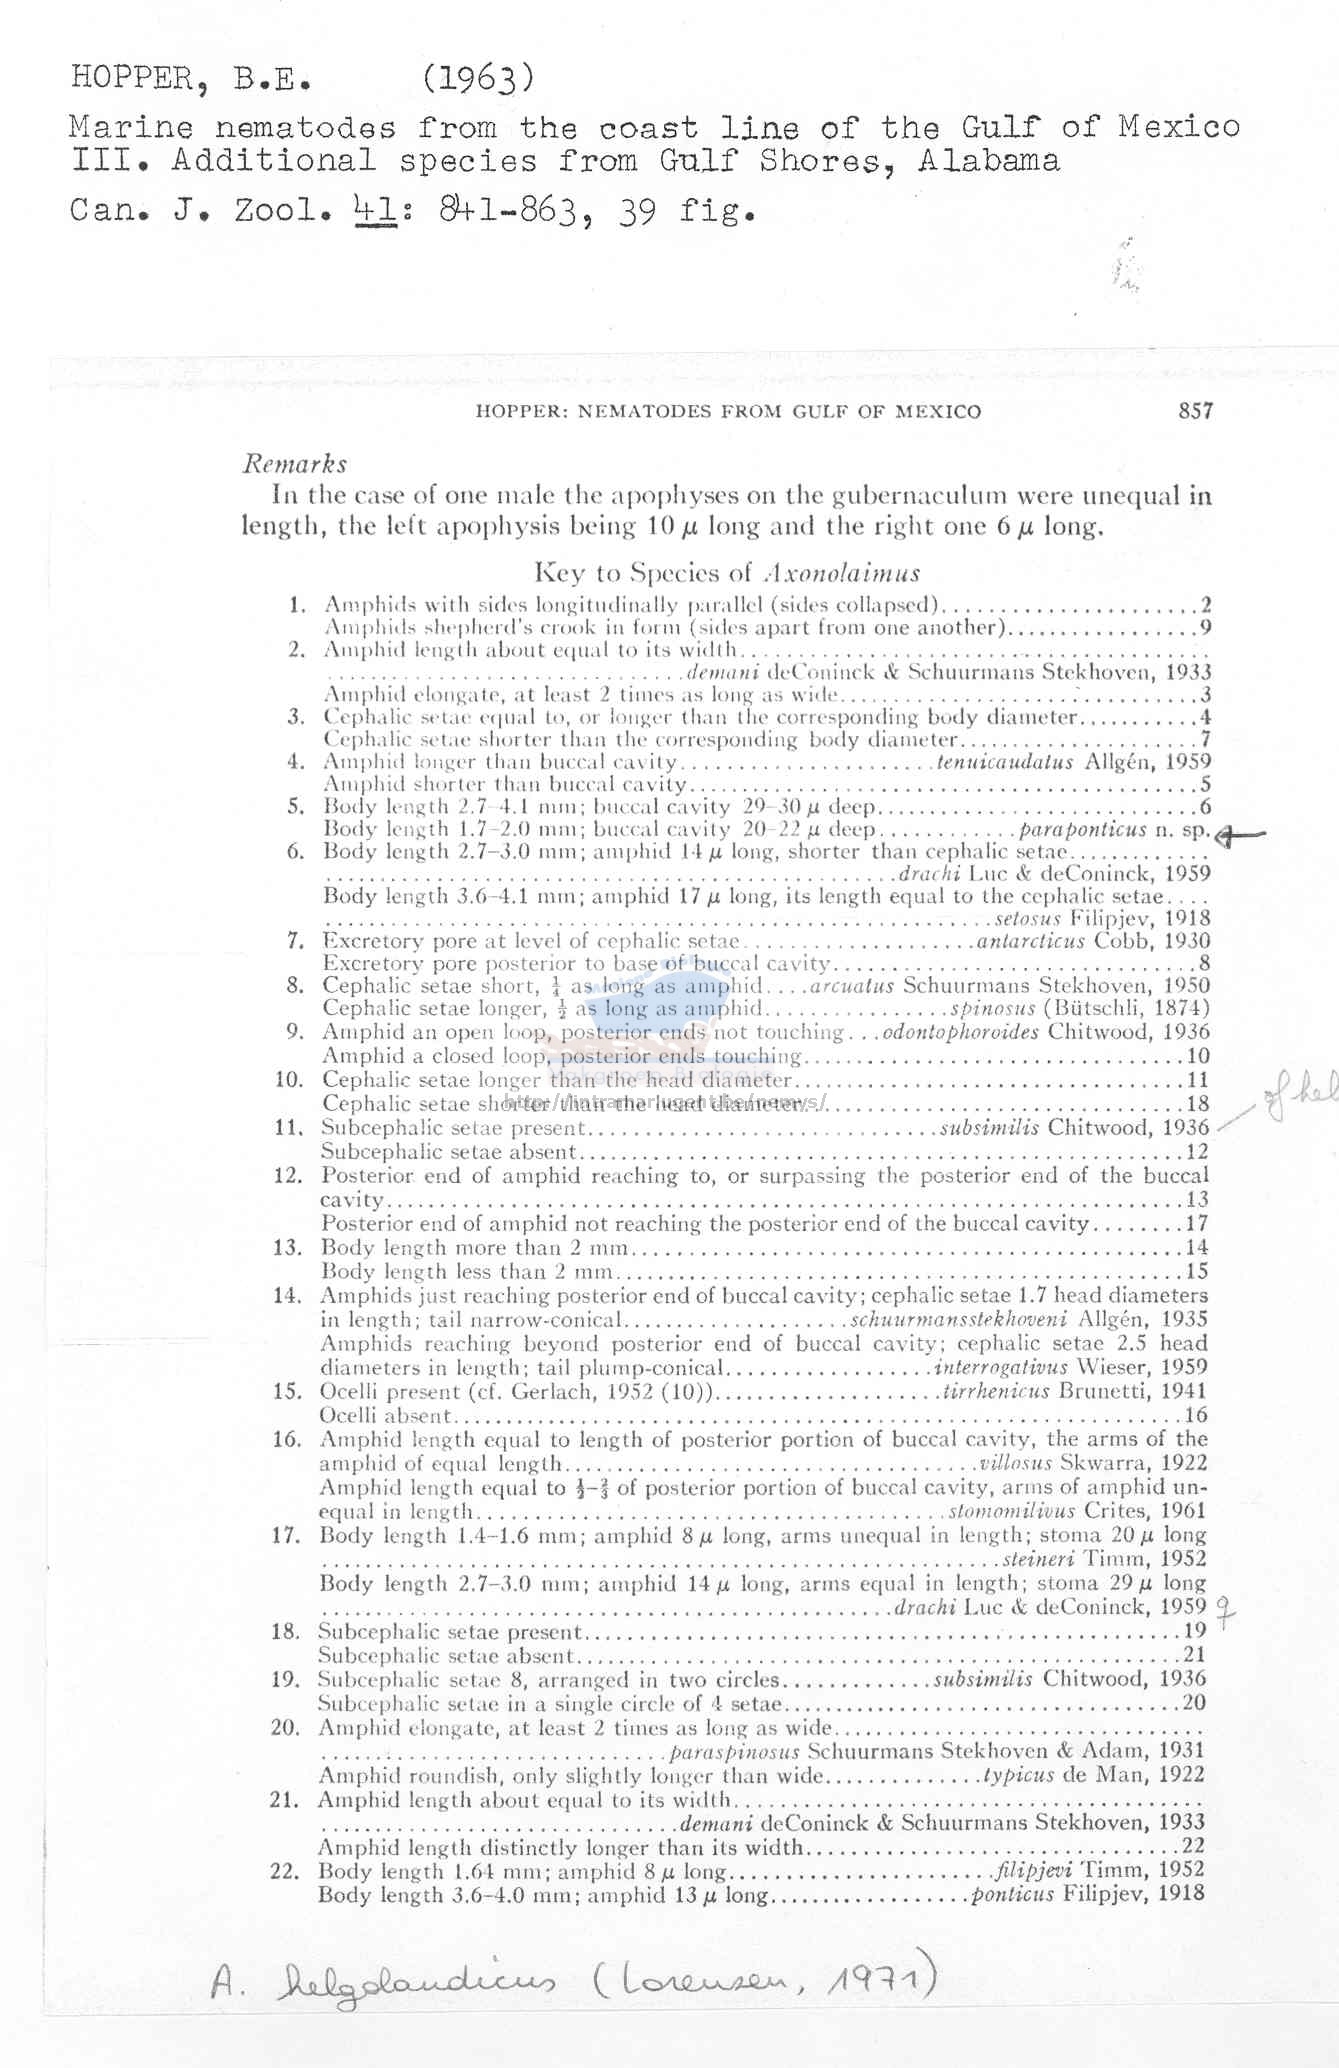 HOPPER, B.E. (1963)
Marine nematodes from the coast line of the Gulf of Mexico
III. Additional species from Gulf Shores, Alabama
Can. J. Zool. 41: 841-863, 39 fig.
HOPPER: NEMATODES FROM GULF OF MEXICO 857
Remarks
In the case of one male the apophyses on the gubernaculum were unequal in
length, the left apophysis being 10 μ long and the right one 6 μ long.
Key to Species of Axonolaimus
1. Amphids with sides longitudinally parallel (sides collapsed)......................2
Amphids shepherd's crook in form (sides apart from one another).................9
2. Amphid length about equal to its width.........................................
...............................demani deConinck & Schuurmans Stekhoven, 1933
Amphid elongate, at least 2 times as long as wide...............................3
3. Cephalic setae equal to, or longer than the corresponding body diameter...........4
Cephalic setae shorter than the corresponding body diameter.....................7
4. Amphid longer than buccal cavity......................tenuicaudatus Allgén, 1959
Amphid shorter than buccal cavity.............................................5
5. Body length 2.7-4.1 mm; buccal cavity 29-30 μ deep............................6
Body length 1.7-2.0 mm; buccal cavity 20-22 μ deep............paraponticus n. sp.
6. Body length 2.7-3.0 mm; amphid 14 μ long, shorter than cephalic setae.............
..................................................drachi Luc & deConinck, 1959
Body length 3.6-4.1 mm; amphid 17 μ long, its length equal to the cephalic setae....
...........................................................setosus Filipjev, 1918
7. Excretory pore at level of cephalic setae....................antarcticus Cobb, 1930
Excretory pore posterior to base of buccal cavity................................8
8. Cephalic setae short, ¼ as long as amphid....arcuatus Schuurmans Stekhoven, 1950
Cephalic setae longer, ½ as long as amphid................spinosus (Bütschli, 1874)
9. Amphid an open loop, posterior ends not touching...odontophoroides Chitwood, 1936
Amphid a closed loop, posterior ends touching.................................10
10. Cephalic setae longer than the head diameter..................................11
Cephalic setae shorter than the head diameter.................................18
http://intramar.ugent.be/nemys/
11. Subcephalic setae present..............................subsimilis Chitwood, 1936
Subcephalic setae absent.....................................................12
12. Posterior end of amphid reaching to, or surpassing the posterior end of the buccal
cavity.......................................................................13
Posterior end of amphid not reaching the posterior end of the buccal cavity........17
13. Body length more than 2 mm.................................................14
Body length less than 2 mm..................................................15
14. Amphids just reaching posterior end of buccal cavity; cephalic setae 1.7 head diameters
in length; tail narrow-conical....................schuurmansstekhoveni Allgén, 1935
Amphids reaching beyond posterior end of buccal cavity; cephalic setae 2.5 head
diameters in length; tail plump-conical..................interrogativus Wieser, 1959
15. Ocelli present (cf. Gerlach, 1952 (10))....................tirrhenicus Brunetti, 1941
Ocelli absent................................................................16
16. Amphid length equal to length of posterior portion of buccal cavity, the arms of the
amphid of equal length....................................villosus Skwarra, 1922
Amphid length equal to ½-⅔ of posterior portion of buccal cavity, arms of amphid un-
equal in length.........................................stomomilivus Crites, 1961
17. Body length 1.4-1.6 mm; amphid 8 μ long, arms unequal in length; stoma 20 μ long
............................................................steineri Timm, 1952
Body length 2.7-3.0 mm; amphid 14 μ long, arms equal in length; stoma 29 μ long
..................................................drachi Luc & deConinck, 1959 ♀
18. Subcephalic setae present....................................................19
Subcephalic setae absent.....................................................21
19. Subcephalic setae 8, arranged in two circles.............subsimilis Chitwood, 1936
Subcephalic setae in a single circle of 4 setae...................................20
20. Amphid elongate, at least 2 times as long as wide................................
..............................paraspinosus Schuurmans Stekhoven & Adam, 1931
Amphid roundish, only slightly longer than wide..............typicus de Man, 1922
21. Amphid length about equal to its width.........................................
...............................demani deConinck & Schuurmans Stekhoven, 1933
Amphid length distinctly longer than its width.................................22
22. Body length 1.64 mm; amphid 8 μ long.......................filipjevi Timm, 1952
Body length 3.6-4.0 mm; amphid 13 μ long..................ponticus Filipjev, 1918
A. helgolandicus (Lorenzen, 1971)